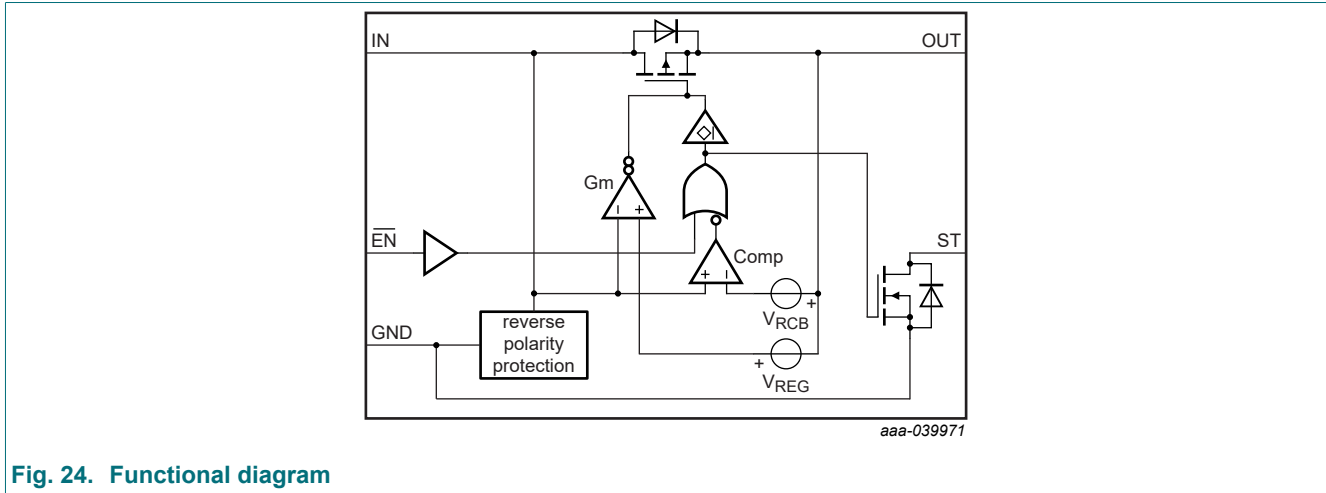 IN
OUT
Gm
− +
EN
Comp
+ −
ST
+
V_RCB
GND
reverse
polarity
protection
+
V_REG
aaa-039971
Fig. 24. Functional diagram